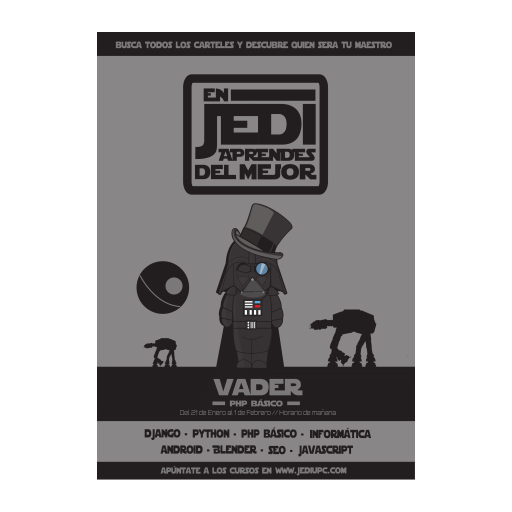 BUSCA TODOS LOS CARTELES Y DESCUBRE QUIEN SERA TU MAESTRO
EN
JEDI
APRENDES
DEL MEJOR
VADER
PHP BÁSICO
Del 21 de Enero al 1 de Febrero // Horario de mañana
DJANGO · PYTHON · PHP BÁSICO · INFORMÁTICA
ANDROID · BLENDER · SEO · JAVASCRIPT
APÚNTATE A LOS CURSOS EN WWW.JEDIUPC.COM